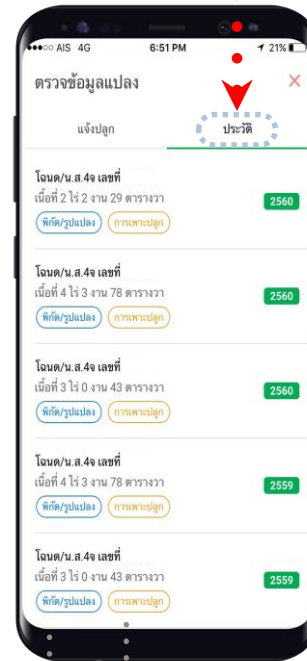 AIS 4G 6:51 PM 21%
ตรวจข้อมูลแปลง ×
แจ้งปลูก ประวัติ
โฉนด/น.ส.4จ เลขที่
เนื้อที่ 2 ไร่ 2 งาน 29 ตารางวา 2560
พิกัด/รูปแปลง การเพาะปลูก
โฉนด/น.ส.4จ เลขที่
เนื้อที่ 4 ไร่ 3 งาน 78 ตารางวา 2560
พิกัด/รูปแปลง การเพาะปลูก
โฉนด/น.ส.4จ เลขที่
เนื้อที่ 3 ไร่ 0 งาน 43 ตารางวา 2560
พิกัด/รูปแปลง การเพาะปลูก
โฉนด/น.ส.4จ เลขที่
เนื้อที่ 4 ไร่ 3 งาน 78 ตารางวา 2559
พิกัด/รูปแปลง การเพาะปลูก
โฉนด/น.ส.4จ เลขที่
เนื้อที่ 3 ไร่ 0 งาน 43 ตารางวา 2559
พิกัด/รูปแปลง การเพาะปลูก